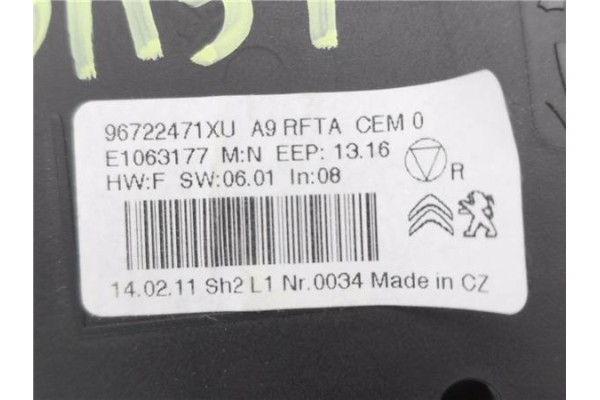 96722471XU A9 RFTA CEM 0
E1063177 M:N EEP: 13.16
HW:F SW:06.01 In:08
R
14.02.11 Sh2 L1 Nr.0034 Made in CZ